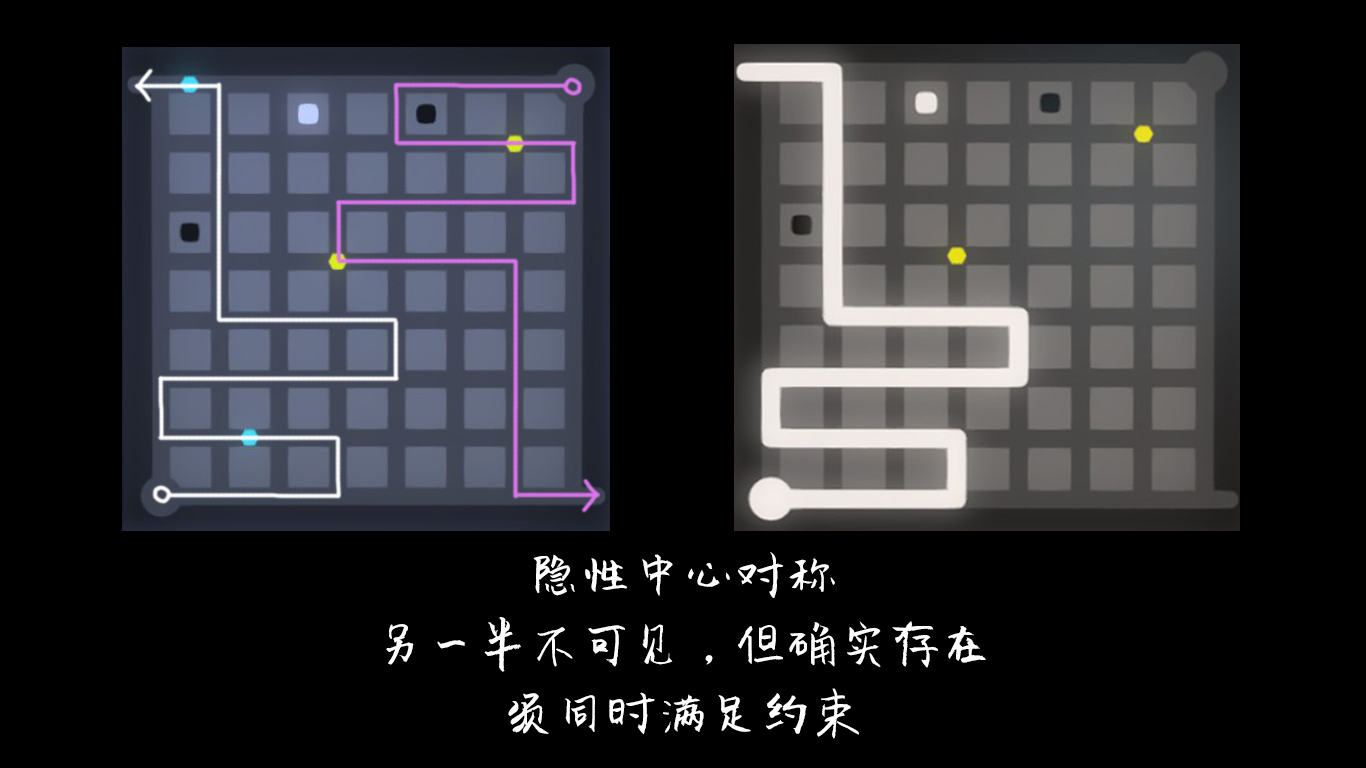 隐性中心对称
另一半不可见，但确实存在
须同时满足约束